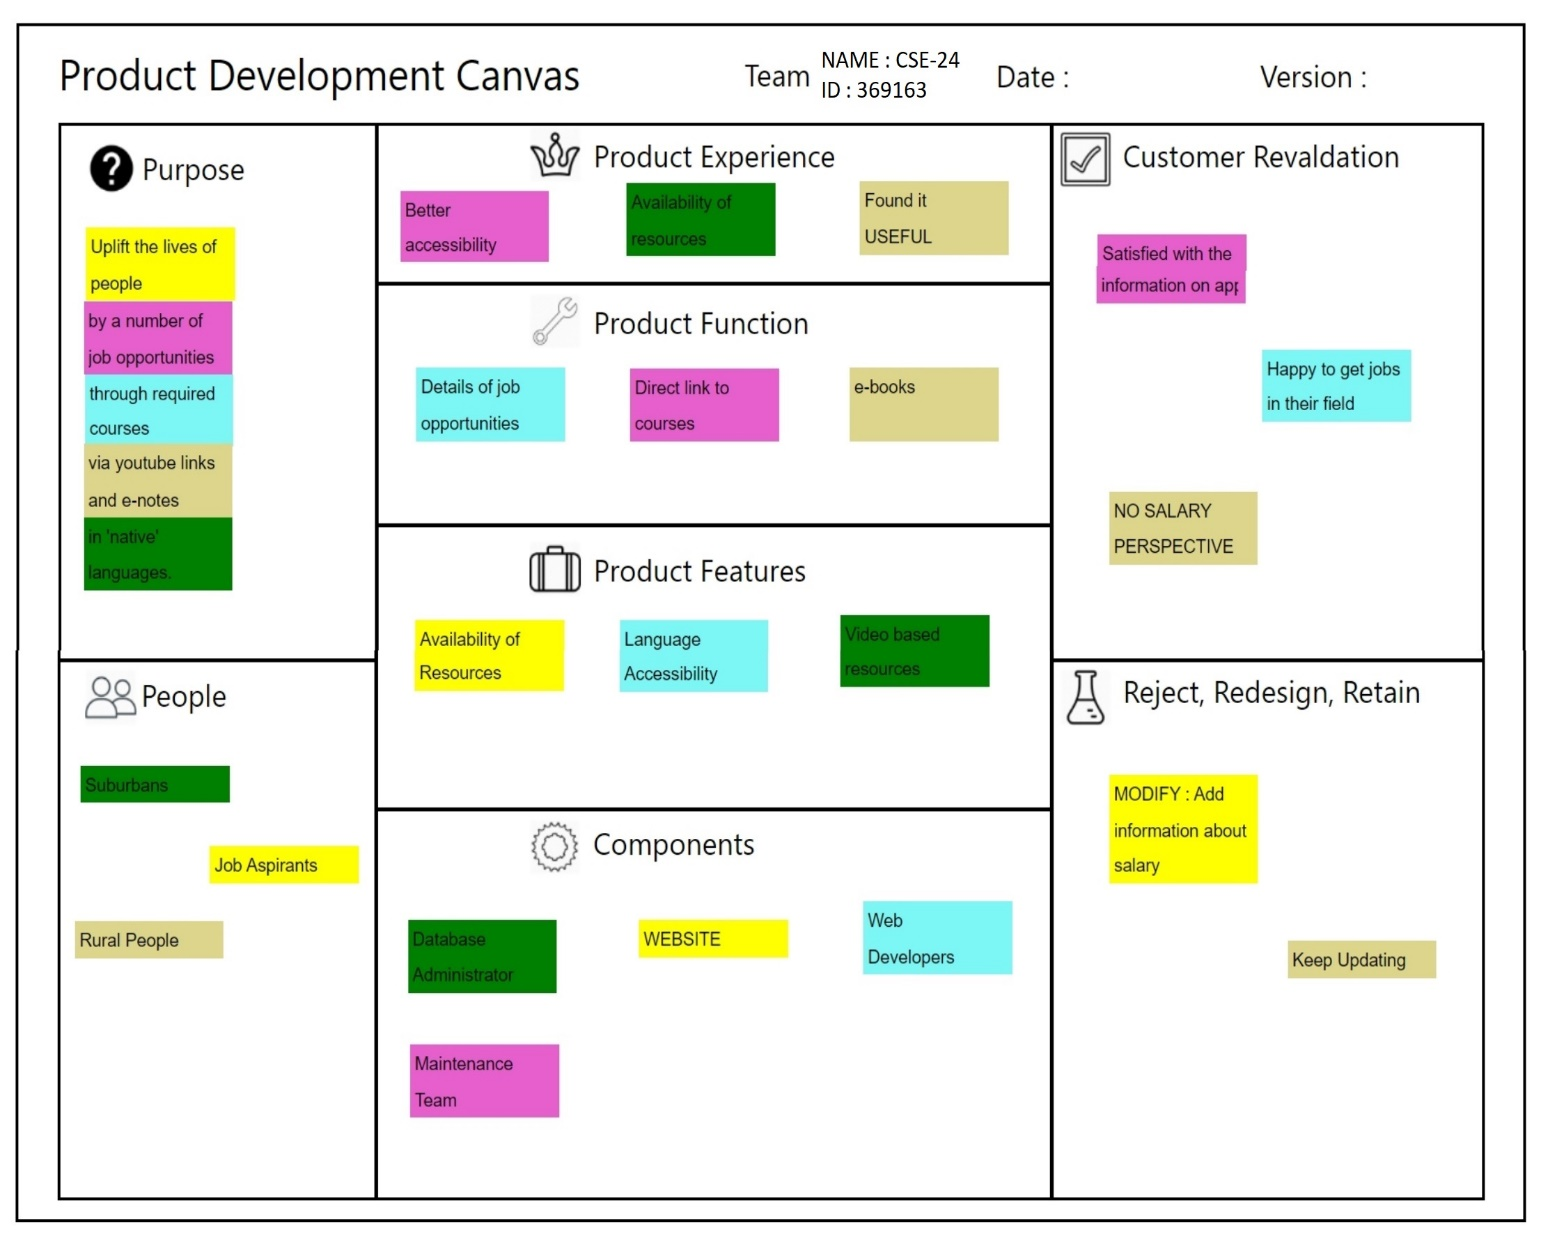 Product Development Canvas
Team
NAME : CSE-24
ID : 369163
Date :
Version :
Purpose
Uplift the lives of
people
by a number of
job opportunities
through required
courses
via youtube links
and e-notes
in 'native'
languages.
People
Suburbans
Job Aspirants
Rural People
Product Experience
Better
accessibility
Availability of
resources
Found it
USEFUL
Product Function
Details of job
opportunities
Direct link to
courses
e-books
Product Features
Availability of
Resources
Language
Accessibility
Video based
resources
Components
Database
Administrator
WEBSITE
Web
Developers
Maintenance
Team
Customer Revaldation
Satisfied with the
information on app
Happy to get jobs
in their field
NO SALARY
PERSPECTIVE
Reject, Redesign, Retain
MODIFY : Add
information about
salary
Keep Updating